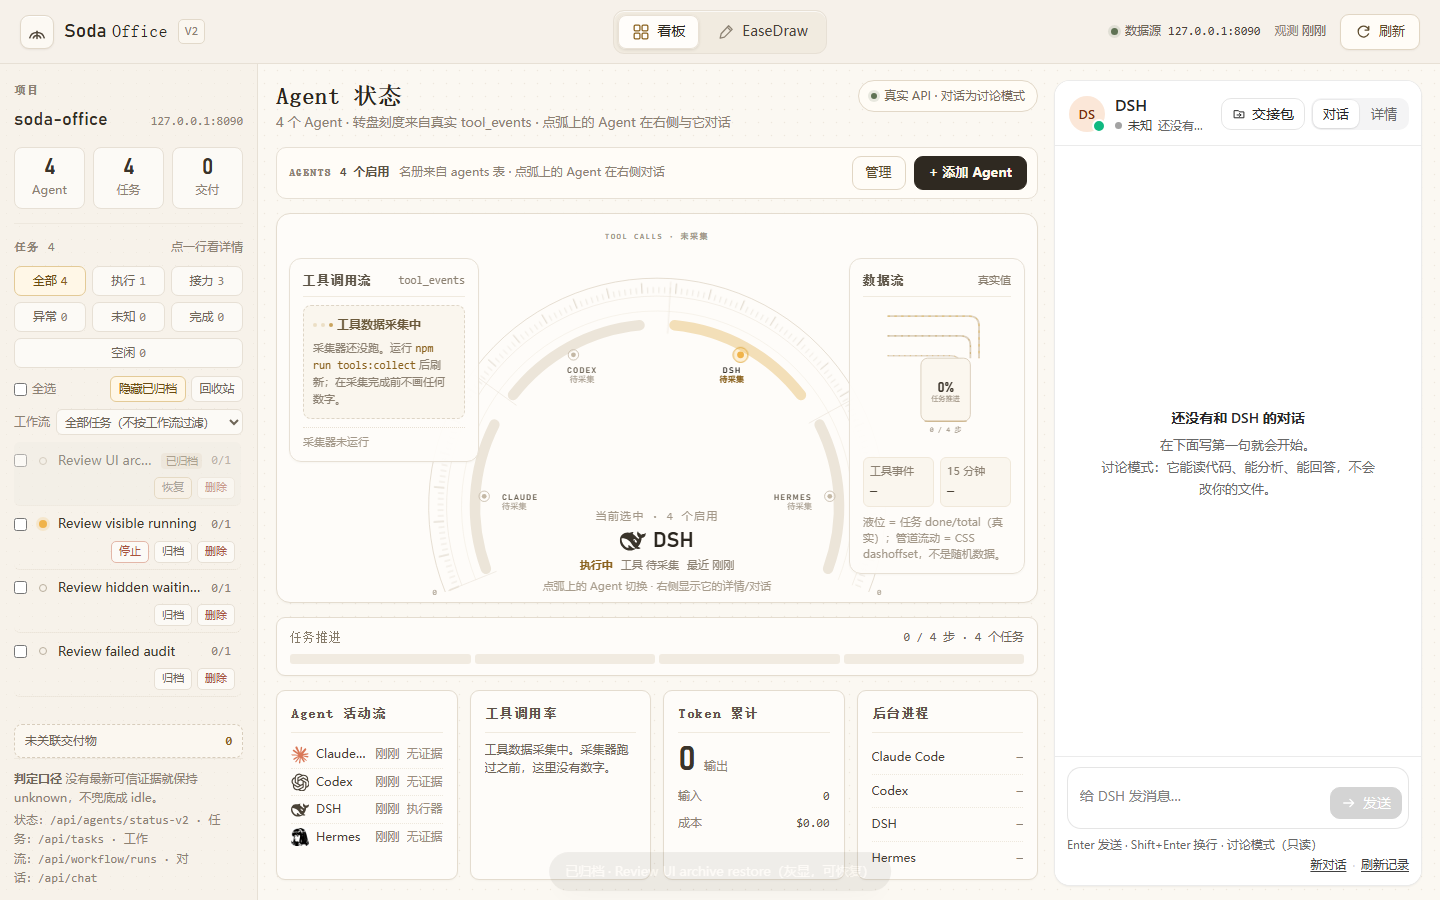 Soda Office V2
看板
EaseDraw
数据源 127.0.0.1:8090
观测 刚刚
刷新
项目
soda-office 127.0.0.1:8090
4 Agent
4 任务
0 交付
任务 4 点一行看详情
全部 4
执行 1
接力 3
异常 0
未知 0
完成 0
空闲 0
全选 隐藏已归档 回收站
工作流 全部任务（不按工作流过滤）
Review UI arc... 已归档 0/1
恢复 删除
Review visible running 0/1
停止 归档 删除
Review hidden waitin... 0/1
归档 删除
Review failed audit 0/1
归档 删除
未关联交付物 0
判定口径 没有最新可信证据就保持
unknown，不兜底成 idle。
状态: /api/agents/status-v2 · 任
务: /api/tasks · 工作
流: /api/workflow/runs · 对
话: /api/chat
Agent 状态
4 个 Agent · 转盘刻度来自真实 tool_events · 点弧上的 Agent 在右侧与它对话
真实 API · 对话为讨论模式
AGENTS 4 个启用 名册来自 agents 表 · 点弧上的 Agent 在右侧对话
管理
+ 添加 Agent
TOOL CALLS · 未采集
工具调用流 tool_events
工具数据采集中
采集器还没跑。运行 npm
run tools:collect 后刷
新；在采集完成前不画任何
数字。
采集器未运行
CODEX
待采集
DSH
待采集
CLAUDE
待采集
HERMES
待采集
0
0
当前选中 · 4 个启用
DSH
执行中 工具 待采集 最近 刚刚
点弧上的 Agent 切换 · 右侧显示它的详情/对话
数据流 真实值
0%
任务推进
0 / 4 步
工具事件
–
15 分钟
–
液位 = 任务 done/total（真
实）；管道流动 = CSS
dashoffset，不是随机数据。
任务推进 0 / 4 步 · 4 个任务
Agent 活动流
Claude... 刚刚 无证据
Codex 刚刚 无证据
DSH 刚刚 执行器
Hermes 刚刚 无证据
工具调用率
工具数据采集中。采集器跑
过之前，这里没有数字。
Token 累计
0 输出
输入 0
成本 $0.00
后台进程
Claude Code –
Codex –
DSH –
Hermes –
已归档 · Review UI archive restore（灰显，可恢复）
DS
DSH
未知 还没有...
交接包
对话
详情
还没有和 DSH 的对话
在下面写第一句就会开始。
讨论模式：它能读代码、能分析、能回答，不会
改你的文件。
给 DSH 发消息...
发送
Enter 发送 · Shift+Enter 换行 · 讨论模式（只读）
新对话 · 刷新记录